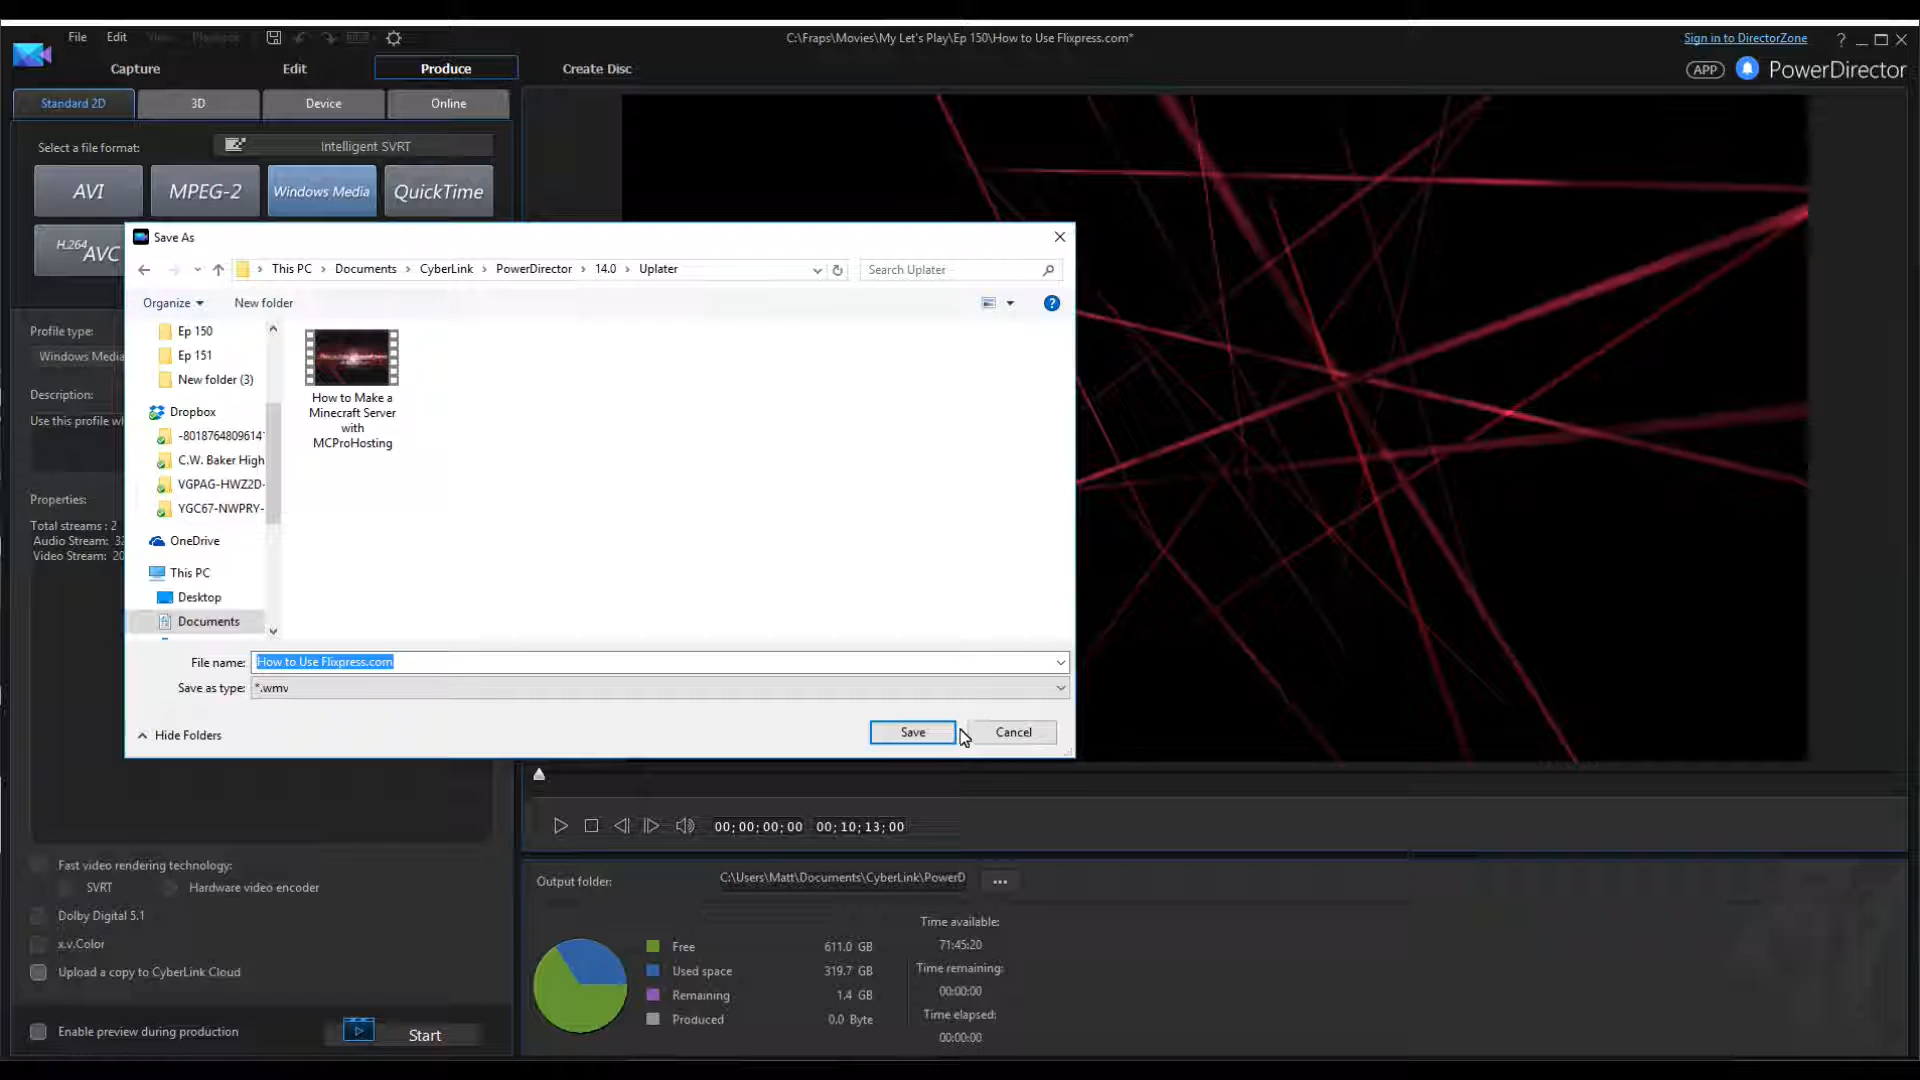 File Edit View Playback C:\Fraps\Movies\My Let's Play\Ep 150\How to Use Flixpress.com* Sign in to DirectorZone ?
Capture Edit Produce Create Disc APP PowerDirector
Standard 2D 3D Device Online
Select a file format: Intelligent SVRT
AVI MPEG-2 Windows Media QuickTime
H.264 AVC
Save As
This PC > Documents > CyberLink > PowerDirector > 14.0 > Uplater Search Uplater
Organize New folder ?
Profile type:
Windows Media
Description:
Use this profile wh
Properties:
Total streams : 2
Audio Stream: 32
Video Stream: 20
Ep 150
Ep 151
New folder (3)
Dropbox
-8018764809614
C.W. Baker High
VGPAG-HWZ2D-
YGC67-NWPRY-
OneDrive
This PC
Desktop
Documents
How to Make a
Minecraft Server
with
MCProHosting
File name: How to Use Flixpress.com
Save as type: *.wmv
Hide Folders Save Cancel
00;00;00;00 00;10;13;00
Fast video rendering technology:
SVRT Hardware video encoder
Dolby Digital 5.1
x.v.Color
Upload a copy to CyberLink Cloud
Enable preview during production Start
Output folder: C:\Users\Matt\Documents\CyberLink\PowerD ...
Free 611.0 GB
Used space 319.7 GB
Remaining 1.4 GB
Produced 0.0 Byte
Time available:
71:45:20
Time remaining:
00:00:00
Time elapsed:
00:00:00